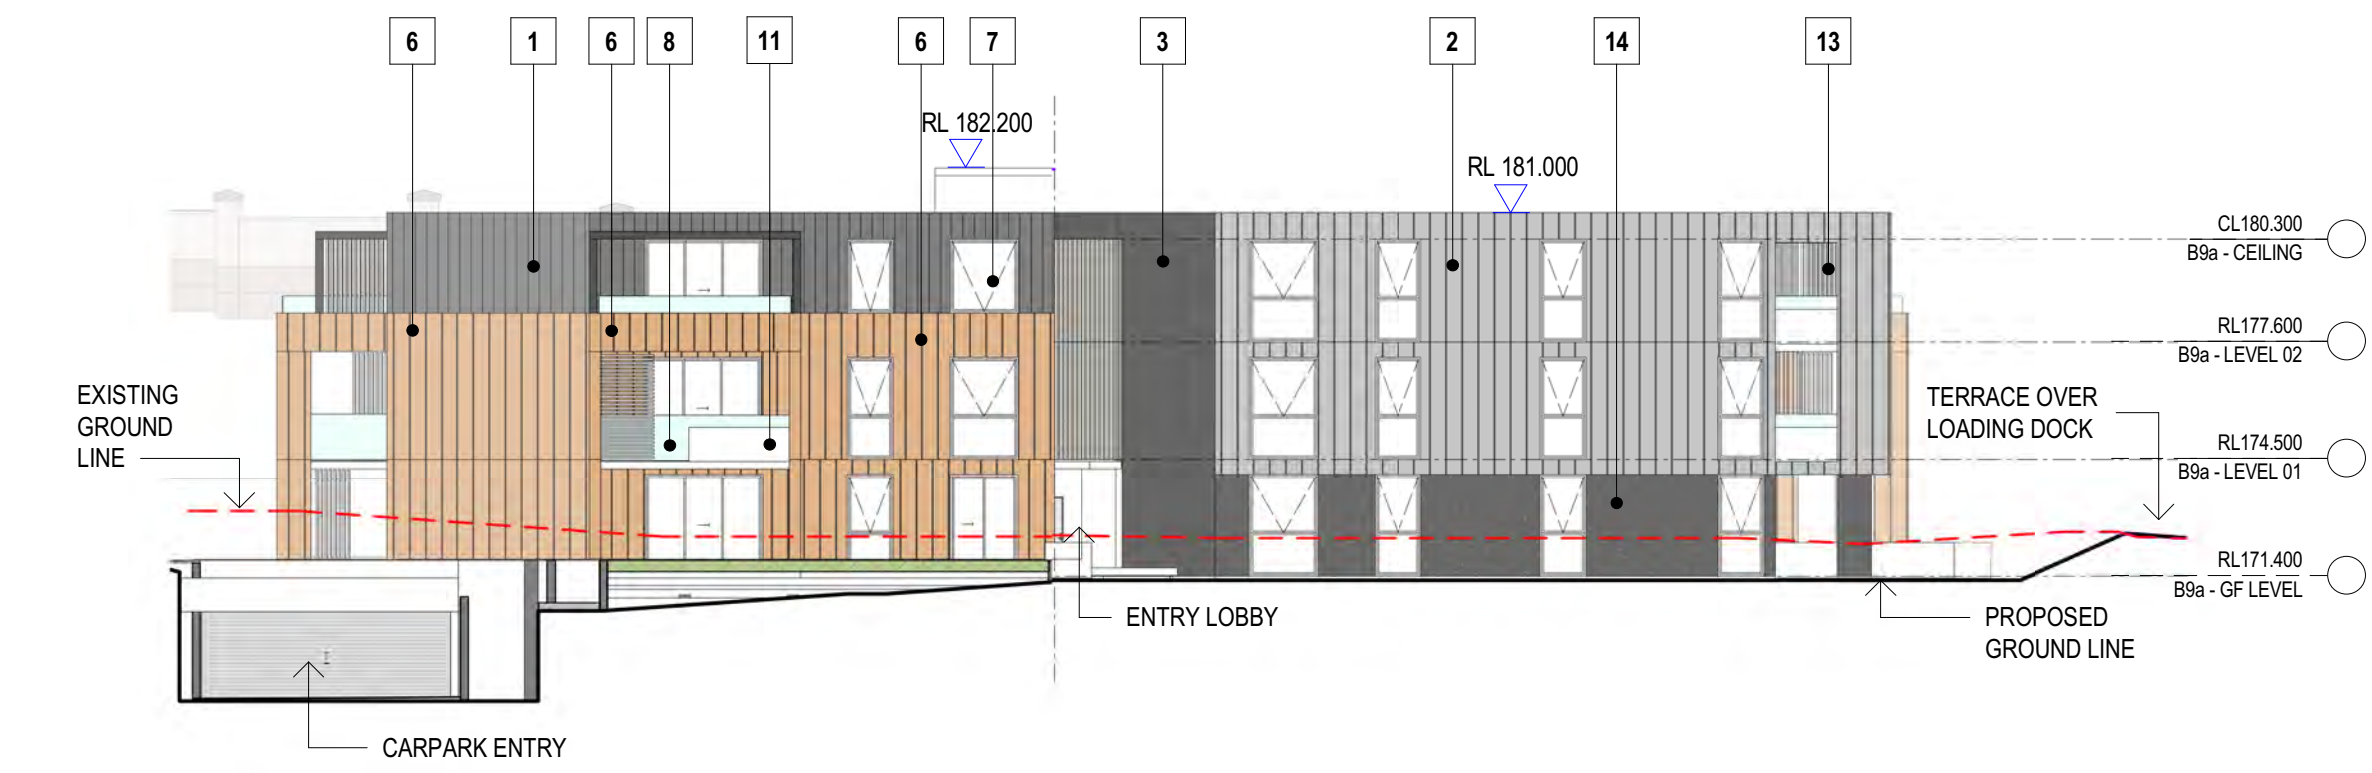 6 1 6 8 11 6 7 3 2 14 13
RL 182.200
RL 181.000
CL180.300
B9a - CEILING
RL177.600
B9a - LEVEL 02
EXISTING
GROUND
LINE
TERRACE OVER
LOADING DOCK
RL174.500
B9a - LEVEL 01
RL171.400
B9a - GF LEVEL
ENTRY LOBBY
PROPOSED
GROUND LINE
CARPARK ENTRY